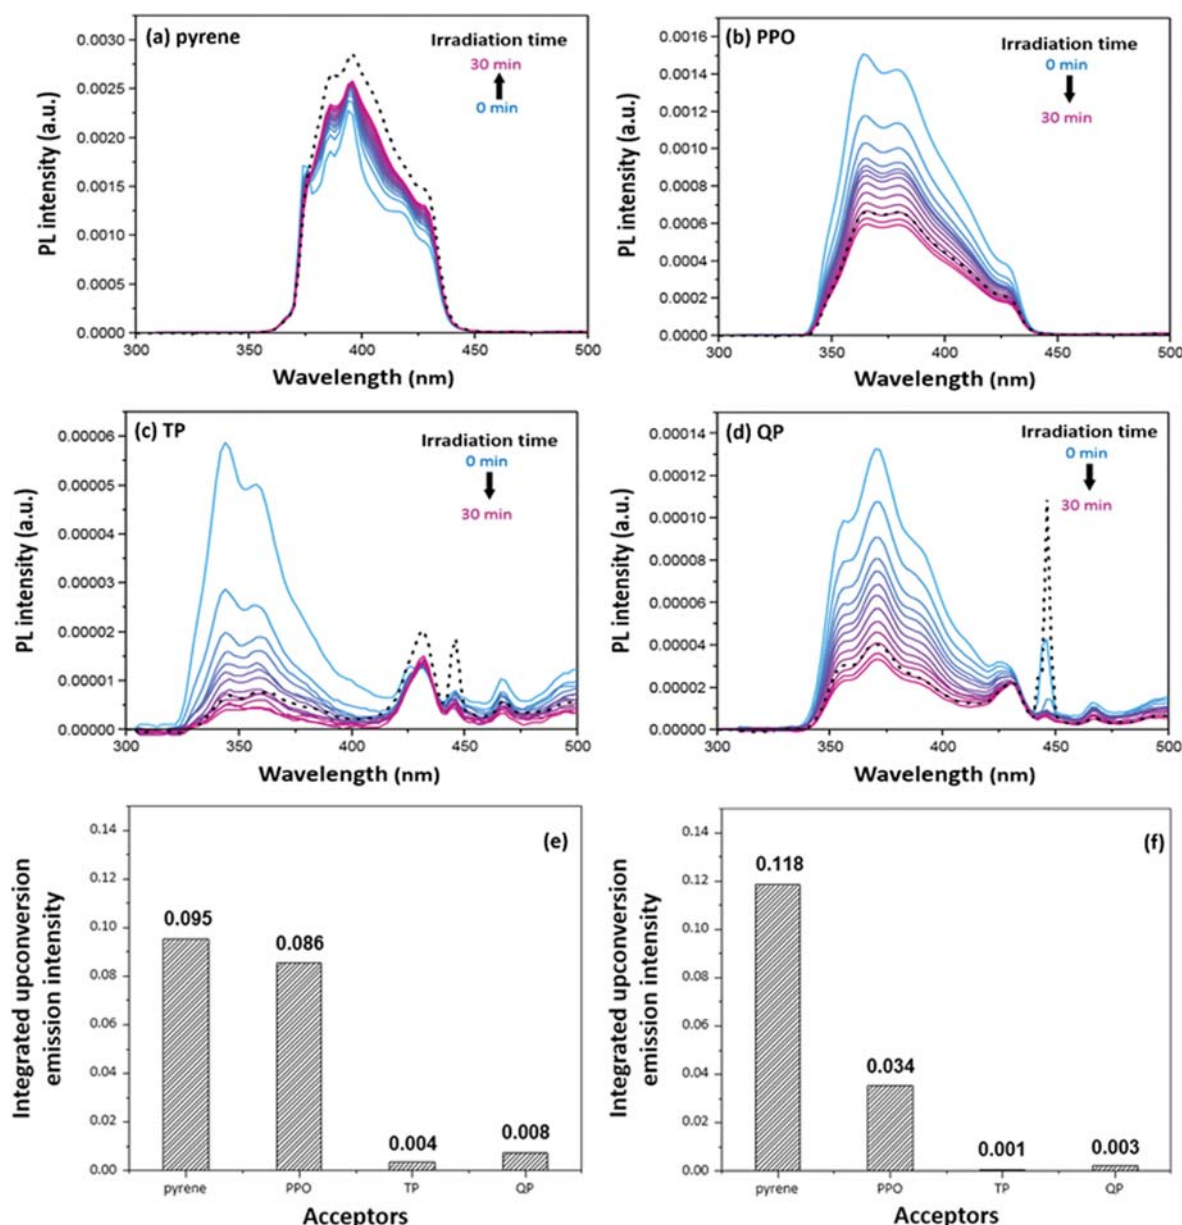 (a) pyrene
Irradiation time
30 min
0 min
0.0030
0.0025
0.0020
0.0015
0.0010
0.0005
0.0000
PL intensity (a.u.)
300 350 400 450 500
Wavelength (nm)
(b) PPO
Irradiation time
0 min
30 min
0.0016
0.0014
0.0012
0.0010
0.0008
0.0006
0.0004
0.0002
0.0000
PL intensity (a.u.)
300 350 400 450 500
Wavelength (nm)
(c) TP
Irradiation time
0 min
30 min
0.00006
0.00005
0.00004
0.00003
0.00002
0.00001
0.00000
PL intensity (a.u.)
300 350 400 450 500
Wavelength (nm)
(d) QP
Irradiation time
0 min
30 min
0.00014
0.00012
0.00010
0.00008
0.00006
0.00004
0.00002
0.00000
PL intensity (a.u.)
300 350 400 450 500
Wavelength (nm)
(e)
0.14
0.12
0.10
0.08
0.06
0.04
0.02
0.00
Integrated upconversion
emission intensity
0.095
0.086
0.004
0.008
pyrene PPO TP QP
Acceptors
(f)
0.14
0.12
0.10
0.08
0.06
0.04
0.02
0.00
Integrated upconversion
emission intensity
0.118
0.034
0.001
0.003
pyrene PPO TP QP
Acceptors